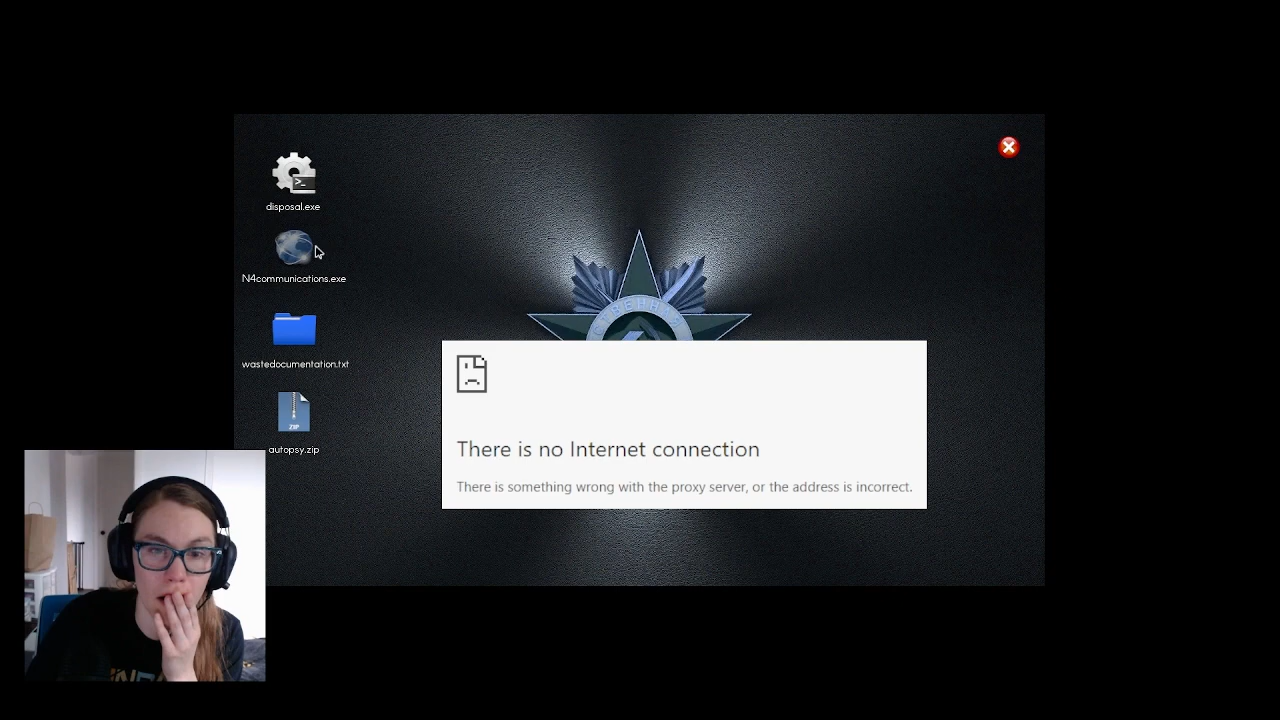 disposal.exe
N4communications.exe
wastedocumentation.txt
ZIP
autopsy.zip
There is no Internet connection
There is something wrong with the proxy server, or the address is incorrect.